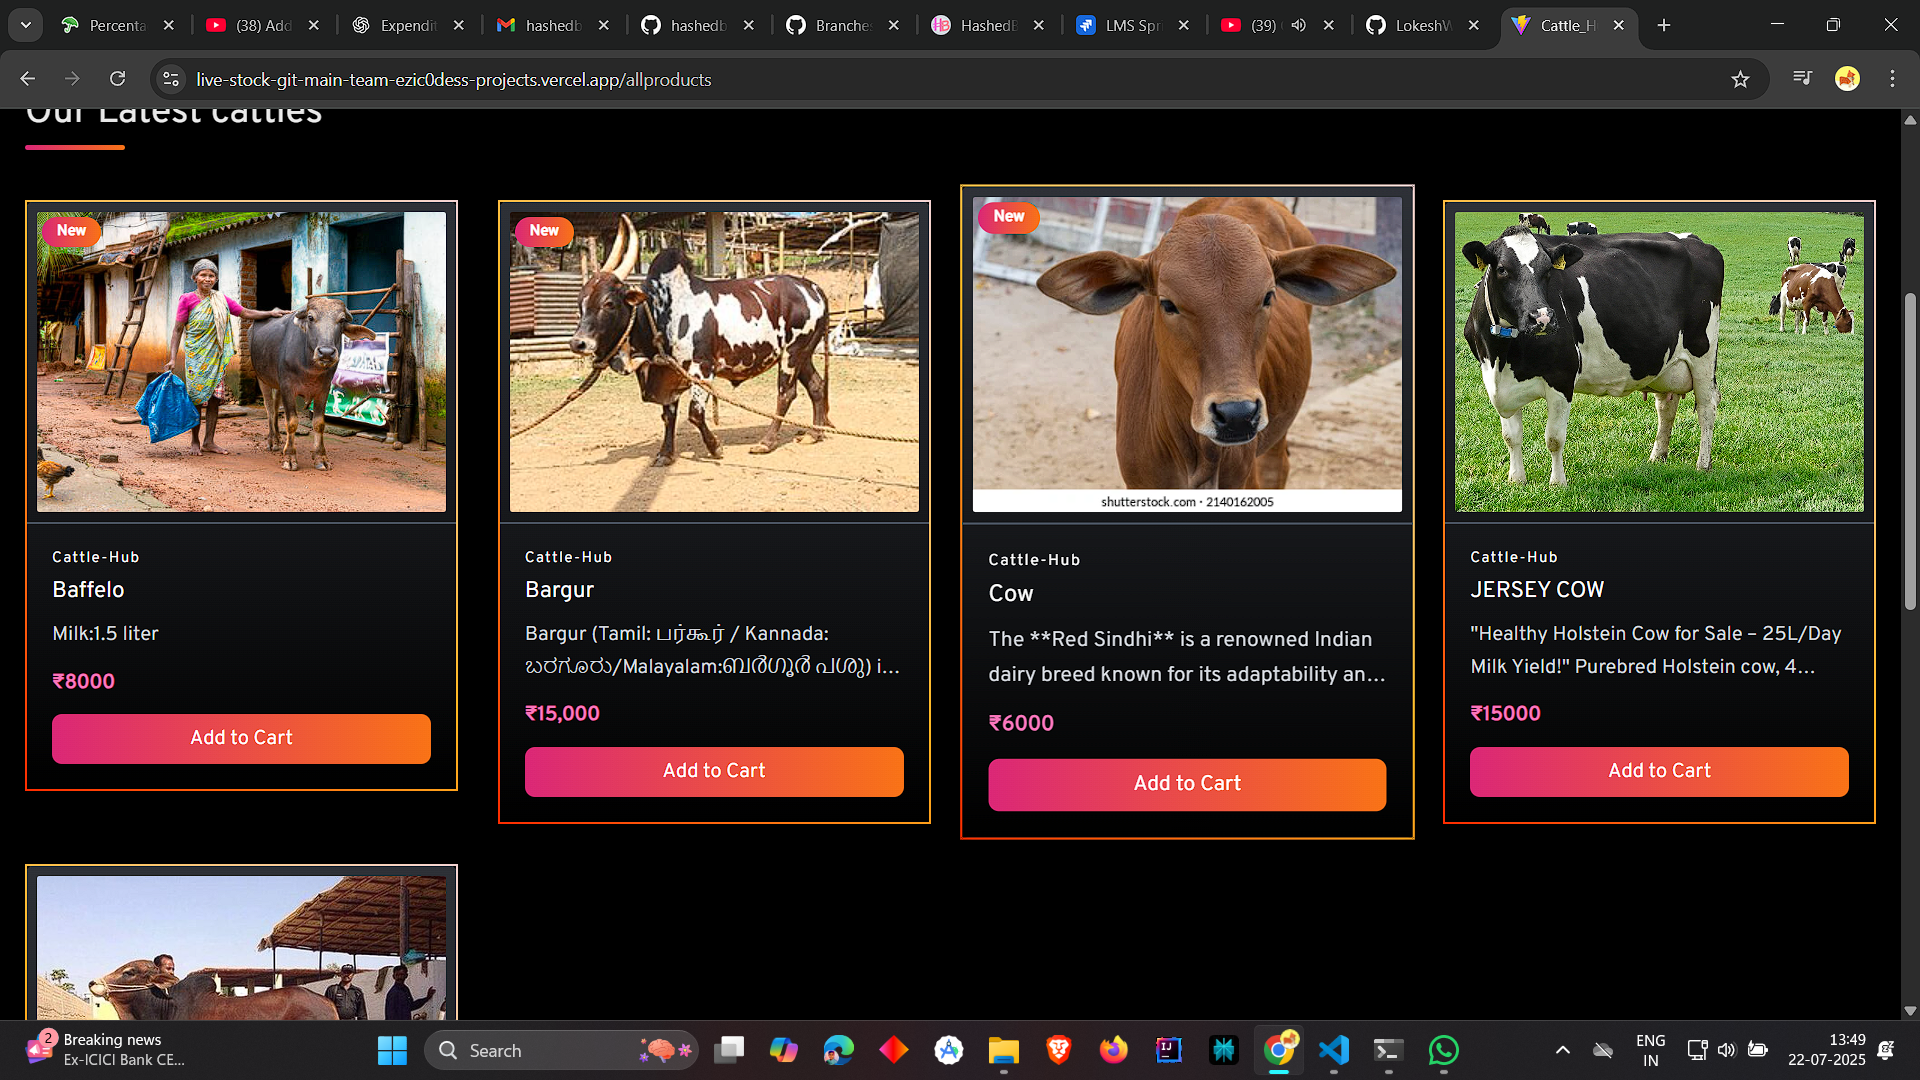 Percenta
(38) Add
Expendit
hashedb
hashedb
Branches
HashedB
LMS Spr
(39)
LokeshW
Cattle_H
live-stock-git-main-team-ezic0dess-projects.vercel.app/allproducts
Our Latest cattles
New
New
New
shutterstock.com · 2140162005
Cattle-Hub
Baffelo
Milk:1.5 liter
₹8000
Add to Cart
Cattle-Hub
Bargur
Bargur (Tamil: பர்கூர் / Kannada:
ಬರಗೂರು/Malayalam:ബർഗൂർ പശു) i...
₹15,000
Add to Cart
Cattle-Hub
Cow
The **Red Sindhi** is a renowned Indian
dairy breed known for its adaptability an...
₹6000
Add to Cart
Cattle-Hub
JERSEY COW
"Healthy Holstein Cow for Sale – 25L/Day
Milk Yield!" Purebred Holstein cow, 4...
₹15000
Add to Cart
2
Breaking news
Ex-ICICI Bank CE...
Search
ENG
IN
13:49
22-07-2025